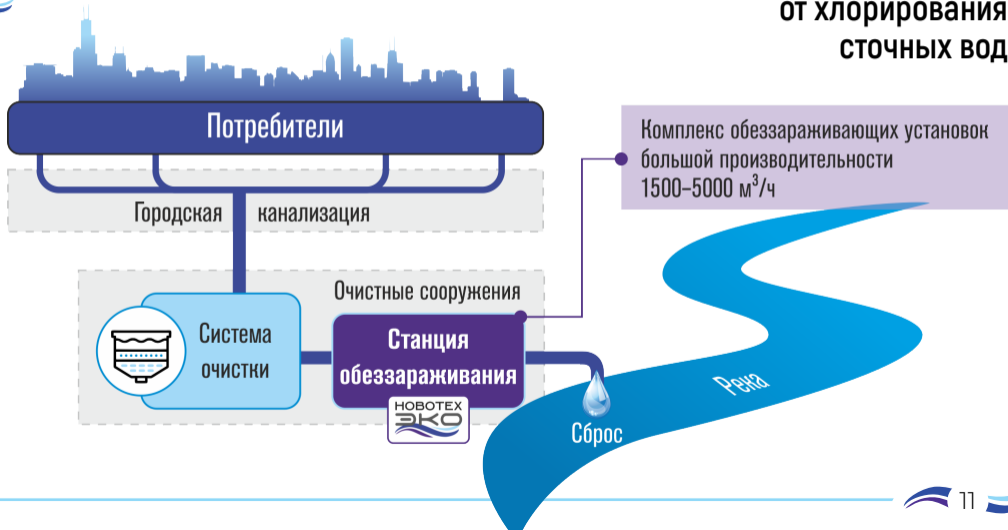 от хлорирования
сточных вод
Потребители
Комплекс обеззараживающих установок
большой производительности
1500–5000 м³/ч
Городская канализация
Очистные сооружения
Система
очистки
Станция
обеззараживания
НОВОТЕХ
ЭКО
Сброс
Река
11